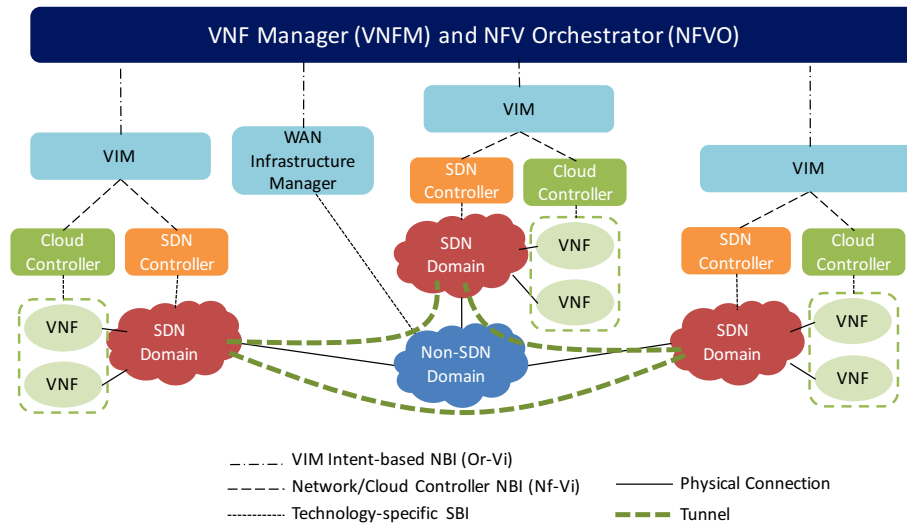 VNF Manager (VNFM) and NFV Orchestrator (NFVO)
VIM
WAN
Infrastructure
Manager
VIM
VIM
Cloud
Controller
SDN
Controller
SDN
Controller
Cloud
Controller
SDN
Controller
Cloud
Controller
VNF
VNF
SDN
Domain
SDN
Domain
VNF
VNF
Non-SDN
Domain
SDN
Domain
VNF
VNF
VIM Intent-based NBI (Or-Vi)
Network/Cloud Controller NBI (Nf-Vi)
Technology-specific SBI
Physical Connection
Tunnel